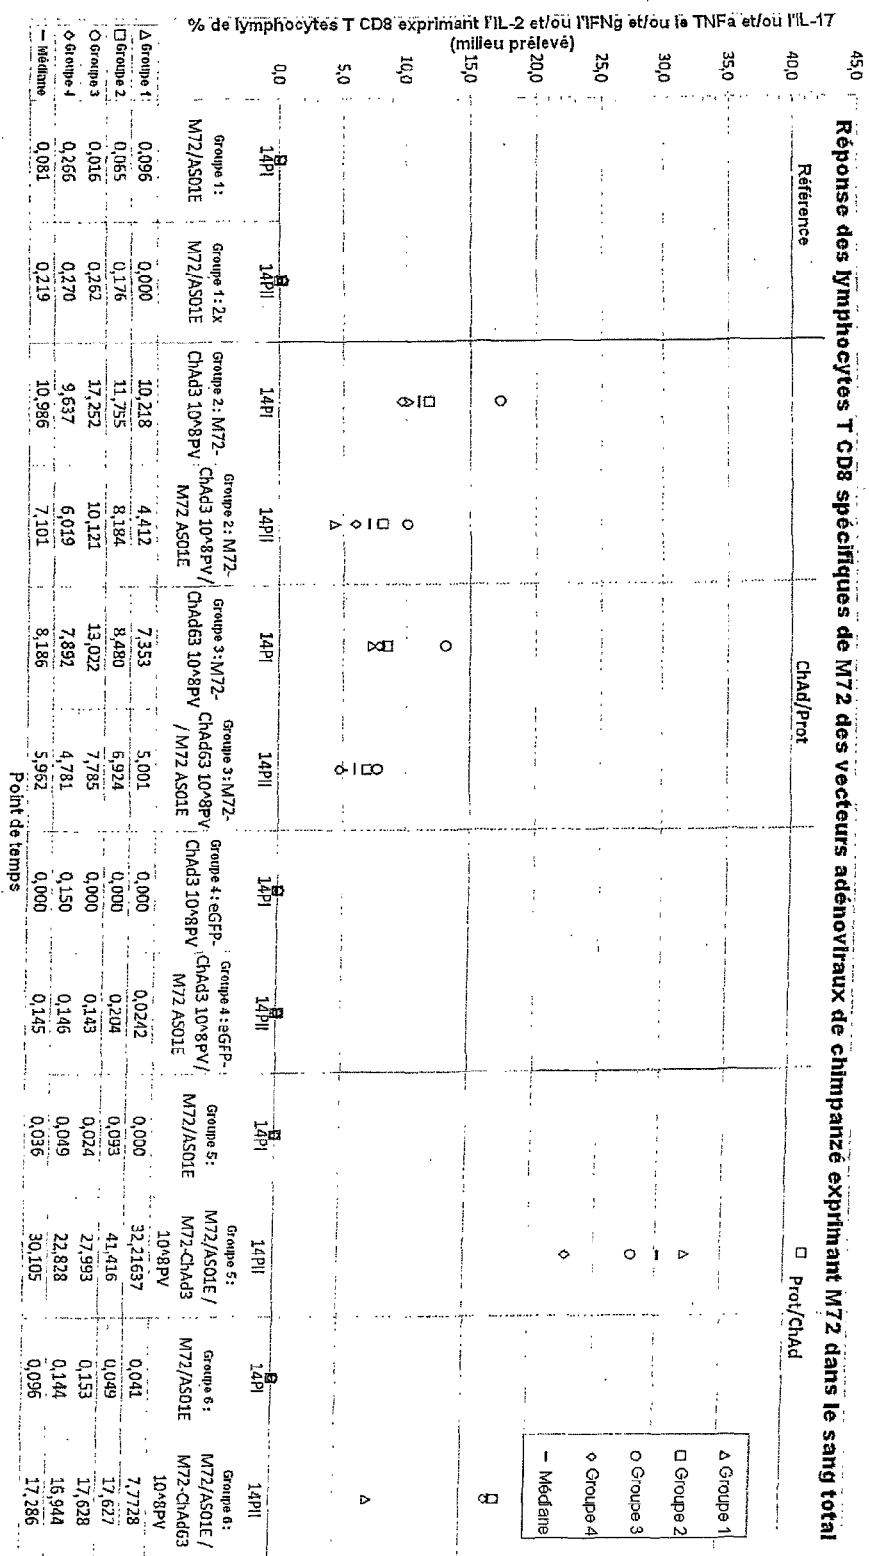 Réponse des lymphocytes T CD8 spécifiques de M72 des vecteurs adénoviraux de chimpanzé exprimant M72 dans le sang total
% de lymphocytes T CD8 exprimant l'IL-2 et/ou l'IFNg et/ou le TNFa et/ou l'IL-17
(milieu prélevé)
45,0
40,0
35,0
30,0
25,0
20,0
15,0
10,0
5,0
0,0
Référence
ChAd/Prot
Prot/ChAd
Δ Groupe 1
□ Groupe 2
○ Groupe 3
◇ Groupe 4
− Médiane
14PI 14PII 14PI 14PII 14PI 14PII 14PI 14PII 14PI 14PII 14PI 14PII
Groupe 1:
M72/AS01E
Groupe 1: 2x
M72/AS01E
Groupe 2: M72-
ChAd3 10^8PV
Groupe 2: M72-
ChAd3 10^8PV/
M72 AS01E
Groupe 3: M72-
ChAd63 10^8PV
Groupe 3: M72-
ChAd63 10^8PV
/ M72 AS01E
Groupe 4: eGFP-
ChAd3 10^8PV
Groupe 4: eGFP-
ChAd3 10^8PV/
M72 AS01E
Groupe 5:
M72/AS01E
Groupe 5:
M72/AS01E /
M72-ChAd3
10^8PV
Groupe 6:
M72/AS01E
Groupe 6:
M72/AS01E /
M72-ChAd63
10^8PV
Δ Groupe 1 0,096 0,000 10,218 4,412 7,353 5,001 0,000 0,0242 0,000 32,21637 0,041 7,7728
□ Groupe 2 0,065 0,176 11,755 8,184 8,480 6,924 0,000 0,204 0,093 41,416 0,049 17,627
○ Groupe 3 0,016 0,262 17,252 10,121 13,022 7,785 0,000 0,143 0,024 27,993 0,153 17,628
◇ Groupe 4 0,266 0,270 9,637 6,019 7,892 4,781 0,150 0,146 0,049 22,828 0,144 16,944
− Médiane 0,081 0,219 10,986 7,101 8,186 5,962 0,000 0,145 0,036 30,105 0,096 17,286
Point de temps